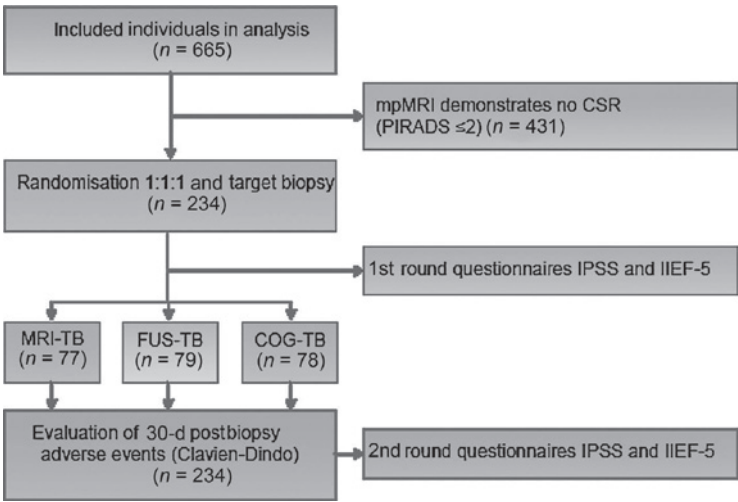 Included individuals in analysis
(n = 665)
mpMRI demonstrates no CSR
(PIRADS ≤2) (n = 431)
Randomisation 1:1:1 and target biopsy
(n = 234)
1st round questionnaires IPSS and IIEF-5
MRI-TB
(n = 77)
FUS-TB
(n = 79)
COG-TB
(n = 78)
Evaluation of 30-d postbiopsy
adverse events (Clavien-Dindo)
(n = 234)
2nd round questionnaires IPSS and IIEF-5